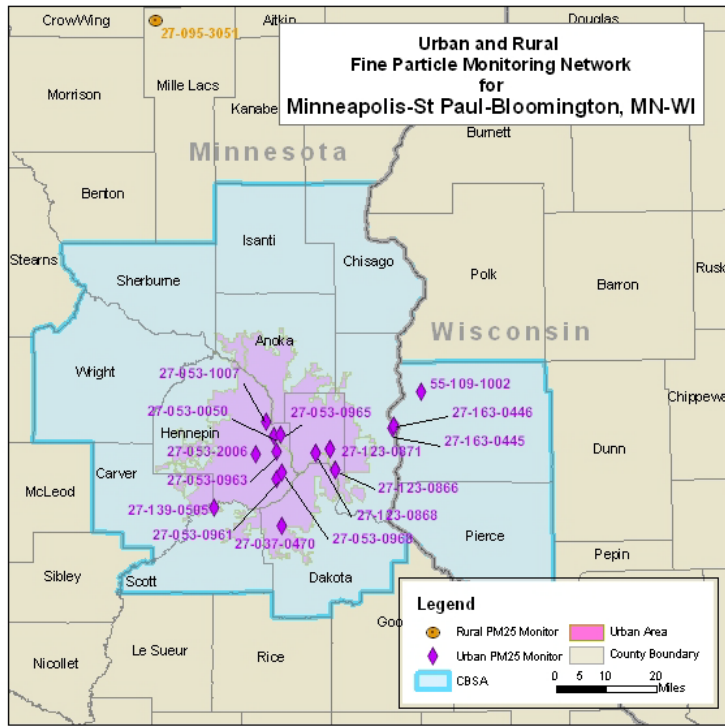 CrowWing
Aitkin
Douglas
27-095-3051
Urban and Rural
Fine Particle Monitoring Network
for
Minneapolis-St Paul-Bloomington, MN-WI
Mille Lacs
Morrison
Kanabe
Burnett
Minnesota
Benton
Isanti
Stearns
Chisago
Sherburne
Polk
Rusk
Barron
Wisconsin
Anoka
Wright
27-053-1007
55-109-1002
Chippewa
27-053-0050
27-053-0965
27-163-0446
Hennepin
27-163-0445
27-053-2006
27-123-0871
Dunn
Carver
27-053-0963
27-123-0866
McLeod
27-139-0505
27-123-0868
27-053-0961
27-053-0968
Pierce
27-037-0470
Pepin
Sibley
Scott
Dakota
Goo
Le Sueur
Rice
Nicollet
Legend
Rural PM25 Monitor
Urban Area
Urban PM25 Monitor
County Boundary
CBSA
0 5 10 20
Miles